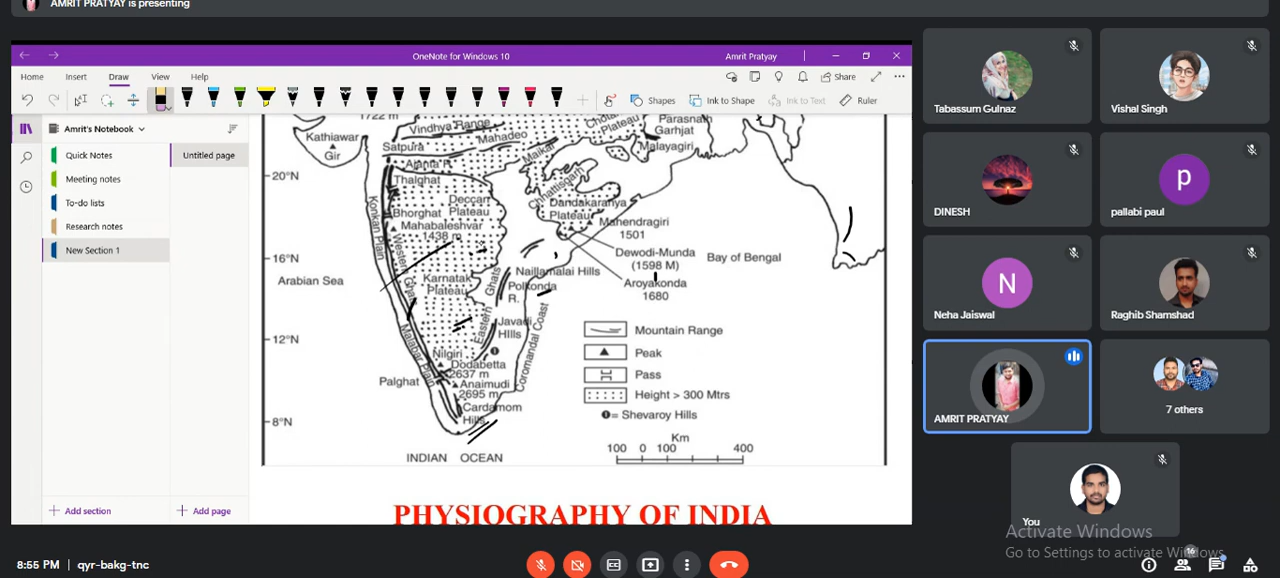 AMRIT PRATYAY is presenting
OneNote for Windows 10
Amrit Pratyay
Home
Insert
Draw
View
Help
Share
Shapes
Ink to Shape
Ink to Text
Ruler
Amrit's Notebook
Quick Notes
Meeting notes
To-do lists
Research notes
New Section 1
Add section
Untitled page
Add page
1722 m
Kathiawar
Gir
Vindhya Range
Satpura
Mahadeo
Maikal
Plateau
Parasnath
Garhjat
Malayagiri
20°N
Thalghat
Deccan
Plateau
Bhorghat
Mahabaleshvar
1438 m
Konkan Plain
Western Ghats
Chhattisgarh
Dandakaranya
Plateau
Mahendragiri
1501
Dewodi-Munda
(1598 M)
Aroyakonda
1680
Bay of Bengal
16°N
Arabian Sea
Karnatak
Plateau
Eastern Ghats
Naillamalai Hills
Polkonda
R.
Javadi
Hills
Coromandal Coast
12°N
Malabar Plain
Nilgiri
Dodabetta
2637 m
Palghat
Anaimudi
2695 m
Cardamom
Hills
8°N
INDIAN OCEAN
Mountain Range
Peak
Pass
Height > 300 Mtrs
= Shevaroy Hills
Km
100 0 100 400
PHYSIOGRAPHY OF INDIA
Tabassum Gulnaz
Vishal Singh
DINESH
P
pallabi paul
N
Neha Jaiswal
Raghib Shamshad
AMRIT PRATYAY
7 others
You
Activate Windows
Go to Settings to activate Windows.
8:55 PM | qyr-bakg-tnc
16